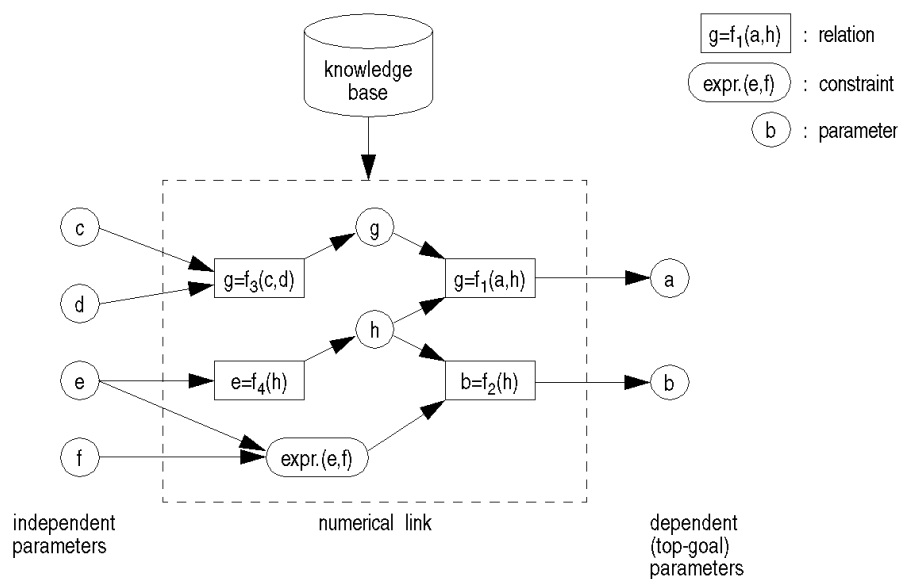 knowledge
base
g=f₁(a,h) : relation
expr.(e,f) : constraint
b : parameter
c
g
d
g=f₃(c,d)
g=f₁(a,h)
a
h
e
e=f₄(h)
b=f₂(h)
b
f
expr.(e,f)
independent
parameters
numerical link
dependent
(top-goal)
parameters